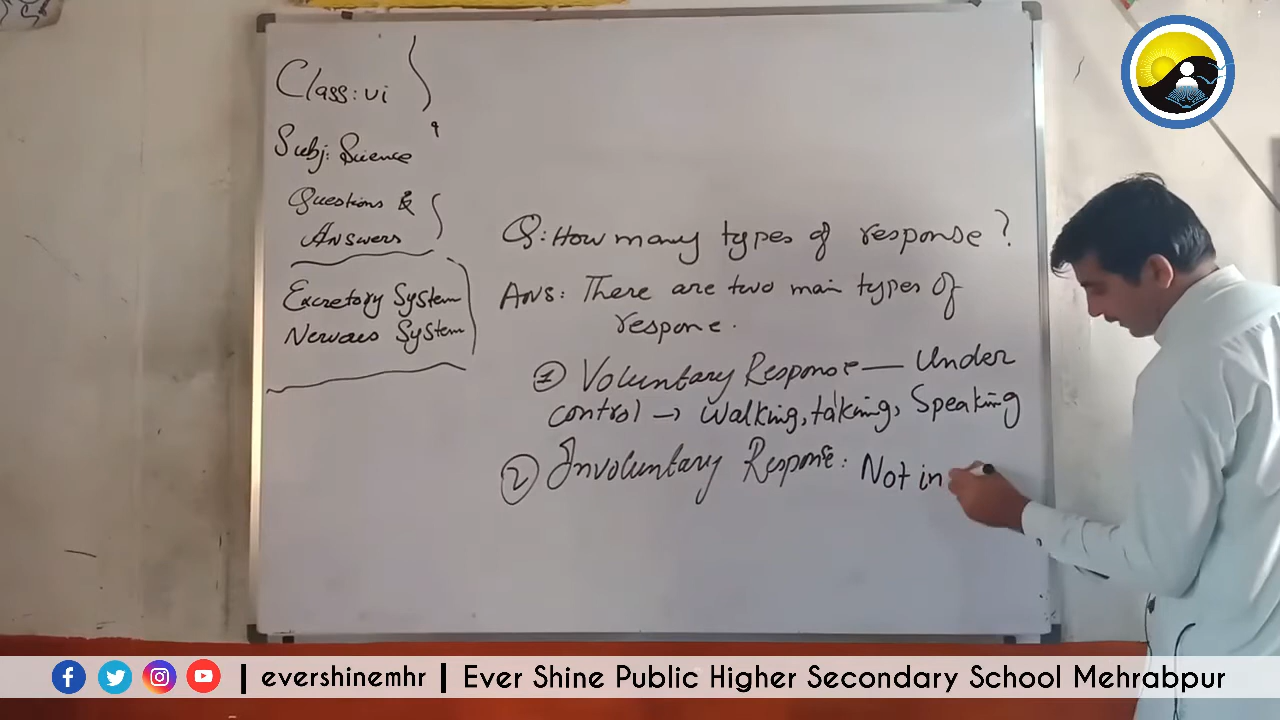 Class: vi
Subj: Science
Questions &
Answers
Excretory System
Nervous System
Q: How many types of response?
Ans: There are two main types of
respone.
① Voluntary Response — Under
control → Walking, taking, Speaking
② Involuntary Response: Not in
| evershinemhr | Ever Shine Public Higher Secondary School Mehrabpur